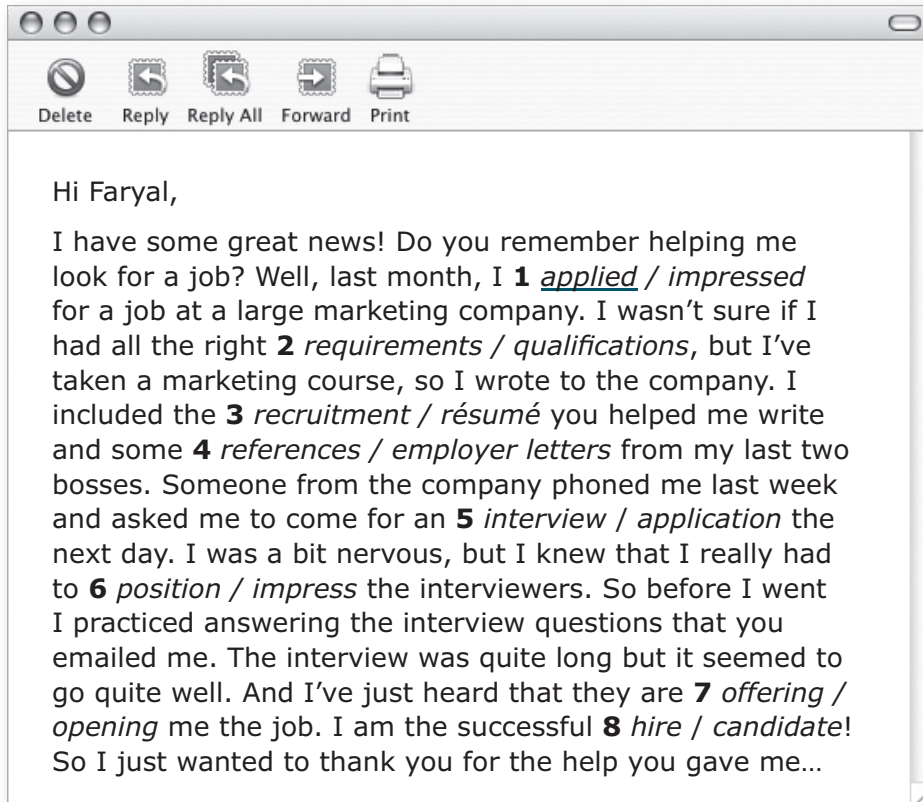 Delete Reply Reply All Forward Print
Hi Faryal,
I have some great news! Do you remember helping me
look for a job? Well, last month, I 1 applied / impressed
for a job at a large marketing company. I wasn’t sure if I
had all the right 2 requirements / qualifications, but I’ve
taken a marketing course, so I wrote to the company. I
included the 3 recruitment / résumé you helped me write
and some 4 references / employer letters from my last two
bosses. Someone from the company phoned me last week
and asked me to come for an 5 interview / application the
next day. I was a bit nervous, but I knew that I really had
to 6 position / impress the interviewers. So before I went
I practiced answering the interview questions that you
emailed me. The interview was quite long but it seemed to
go quite well. And I’ve just heard that they are 7 offering /
opening me the job. I am the successful 8 hire / candidate!
So I just wanted to thank you for the help you gave me…